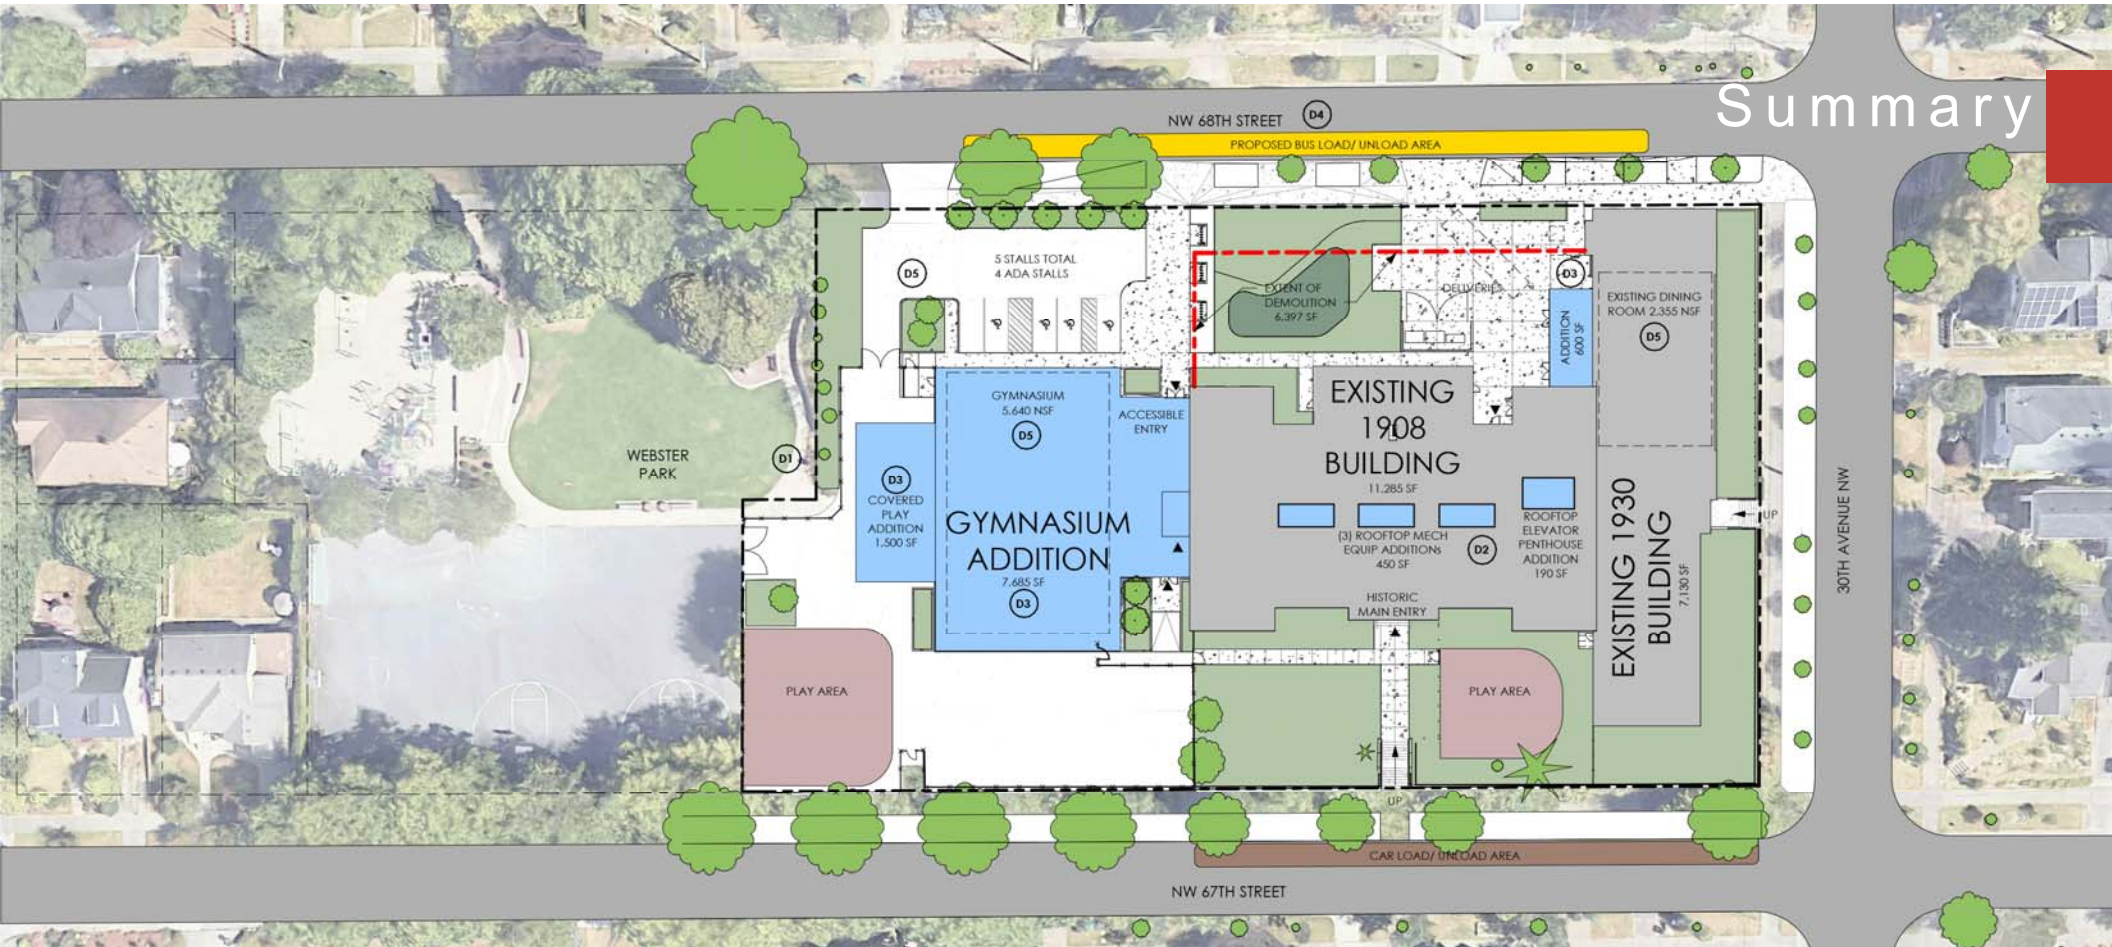 Summary
NW 68TH STREET
D4
PROPOSED BUS LOAD/ UNLOAD AREA
5 STALLS TOTAL
4 ADA STALLS
D5
EXTENT OF
DEMOLITION
6,397 SF
DELIVERIES
D3
ADDITION
600 SF
EXISTING DINING
ROOM 2,355 NSF
D5
GYMNASIUM
5,640 NSF
D5
ACCESSIBLE
ENTRY
EXISTING
1908
BUILDING
11,285 SF
WEBSTER
PARK
D1
D3
COVERED
PLAY
ADDITION
1,500 SF
GYMNASIUM
ADDITION
7,685 SF
D3
(3) ROOFTOP MECH
EQUIP ADDITIONs
450 SF
D2
ROOFTOP
ELEVATOR
PENTHOUSE
ADDITION
190 SF
EXISTING 1930
BUILDING
7,130 SF
UP
30TH AVENUE NW
HISTORIC
MAIN ENTRY
PLAY AREA
PLAY AREA
UP
CAR LOAD/ UNLOAD AREA
NW 67TH STREET